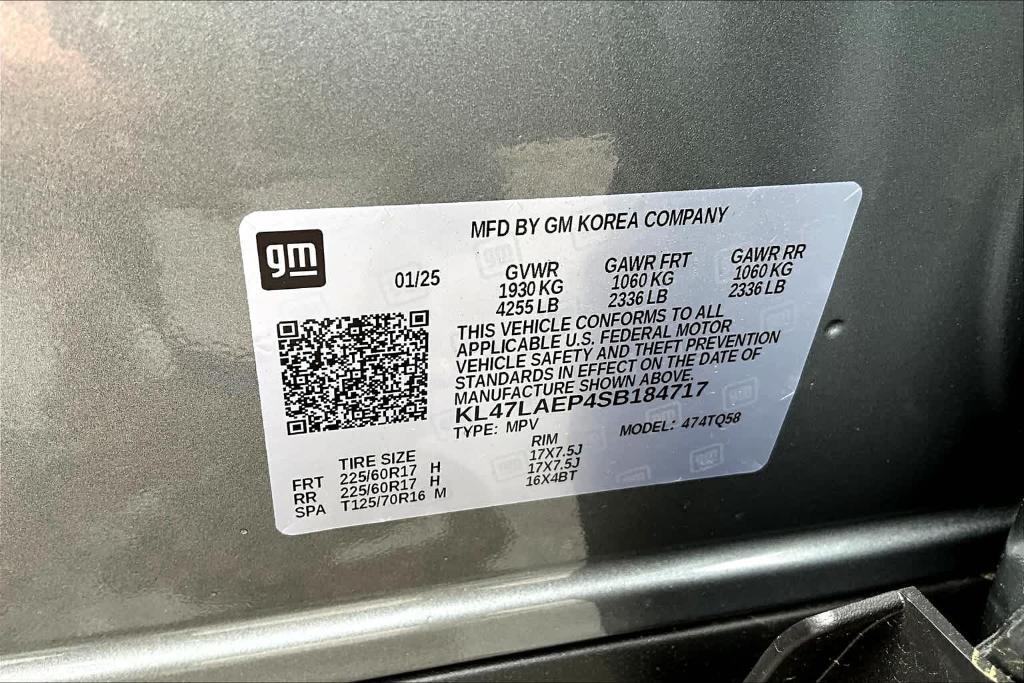 gm
MFD BY GM KOREA COMPANY
01/25
GVWR GAWR FRT GAWR RR
1930 KG 1060 KG 1060 KG
4255 LB 2336 LB 2336 LB
THIS VEHICLE CONFORMS TO ALL
APPLICABLE U.S. FEDERAL MOTOR
VEHICLE SAFETY AND THEFT PREVENTION
STANDARDS IN EFFECT ON THE DATE OF
MANUFACTURE SHOWN ABOVE.
KL47LAEP4SB184717
TYPE: MPV MODEL: 474TQ58
TIRE SIZE RIM
FRT 225/60R17 H 17X7.5J
RR 225/60R17 H 17X7.5J
SPA T125/70R16 M 16X4BT